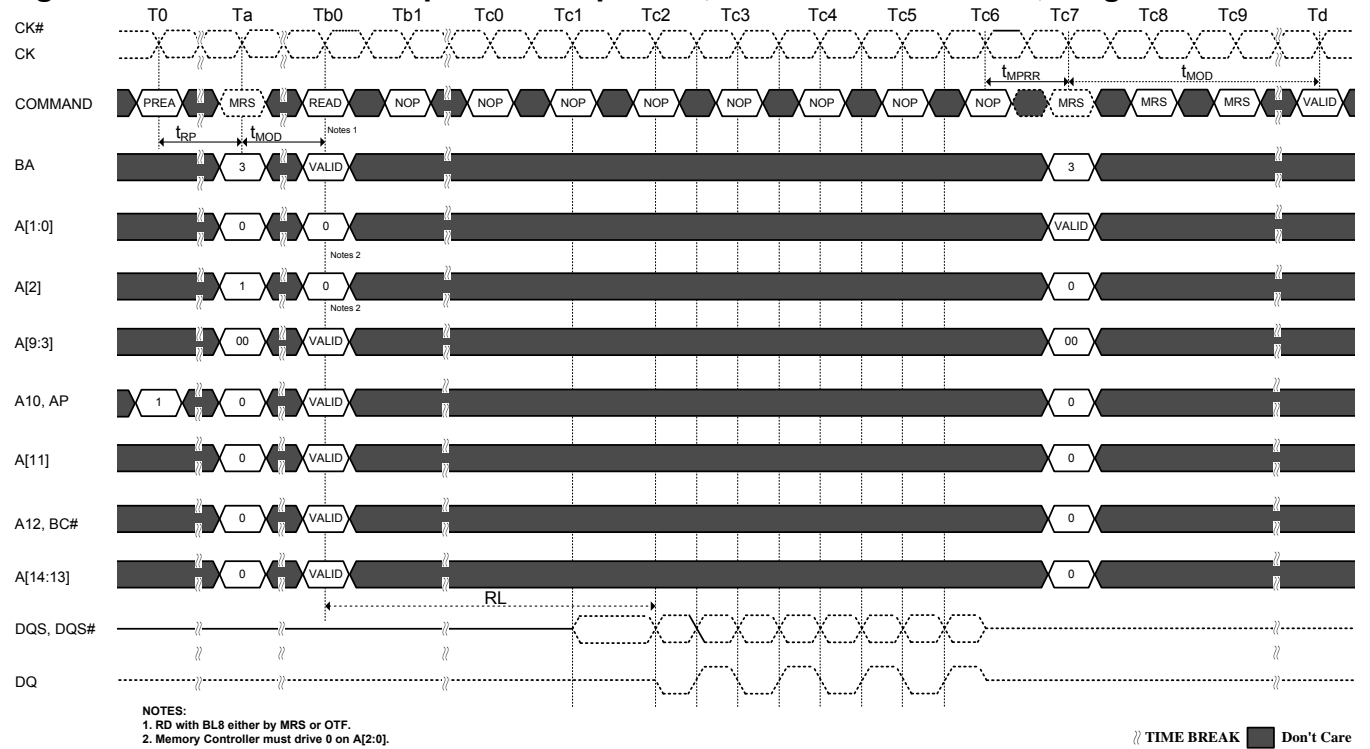 T0 Ta Tb0 Tb1 Tc0 Tc1 Tc2 Tc3 Tc4 Tc5 Tc6 Tc7 Tc8 Tc9 Td
CK#
CK
tMPRR tMOD
COMMAND PREA MRS READ NOP NOP NOP NOP NOP NOP NOP NOP MRS MRS MRS VALID
tRP tMOD Notes 1
BA 3 VALID 3
A[1:0] 0 0 VALID
Notes 2
A[2] 1 0 0
Notes 2
A[9:3] 00 VALID 00
A10, AP 1 0 VALID 0
A[11] 0 VALID 0
A12, BC# 0 VALID 0
A[14:13] 0 VALID 0
RL
DQS, DQS#
DQ
NOTES:
1. RD with BL8 either by MRS or OTF.
2. Memory Controller must drive 0 on A[2:0].
TIME BREAK Don't Care